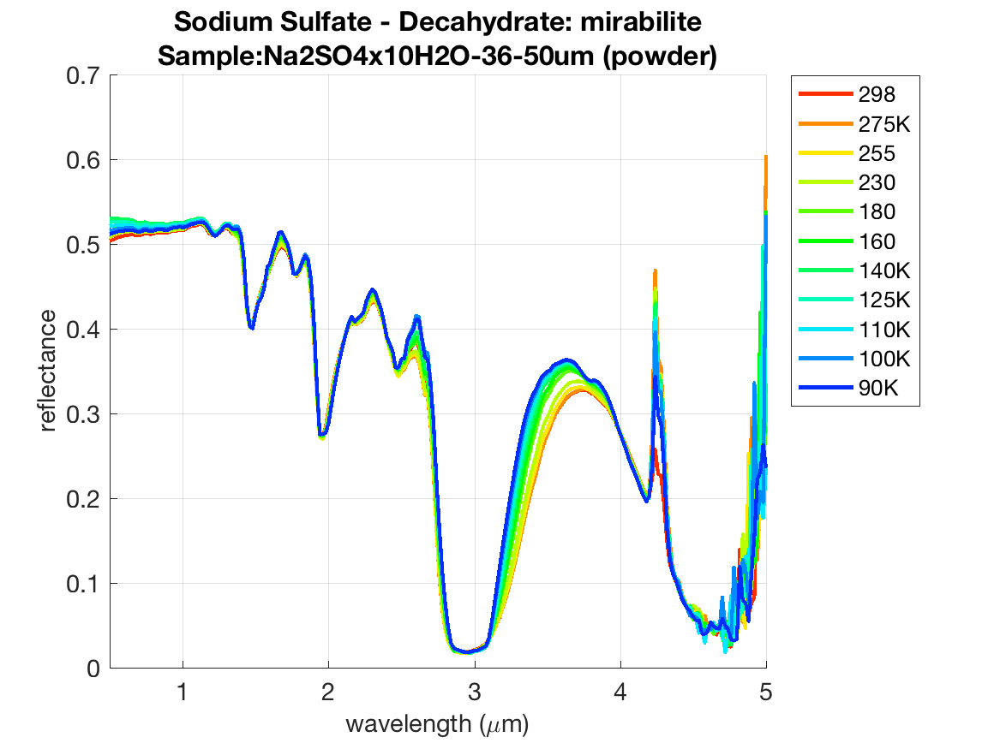 Sodium Sulfate - Decahydrate: mirabilite
Sample:Na2SO4x10H2O-36-50um (powder)
0.7
0.6
0.5
0.4
0.3
0.2
0.1
0
reflectance
1
2
3
4
5
wavelength (μm)
298
275K
255
230
180
160
140K
125K
110K
100K
90K